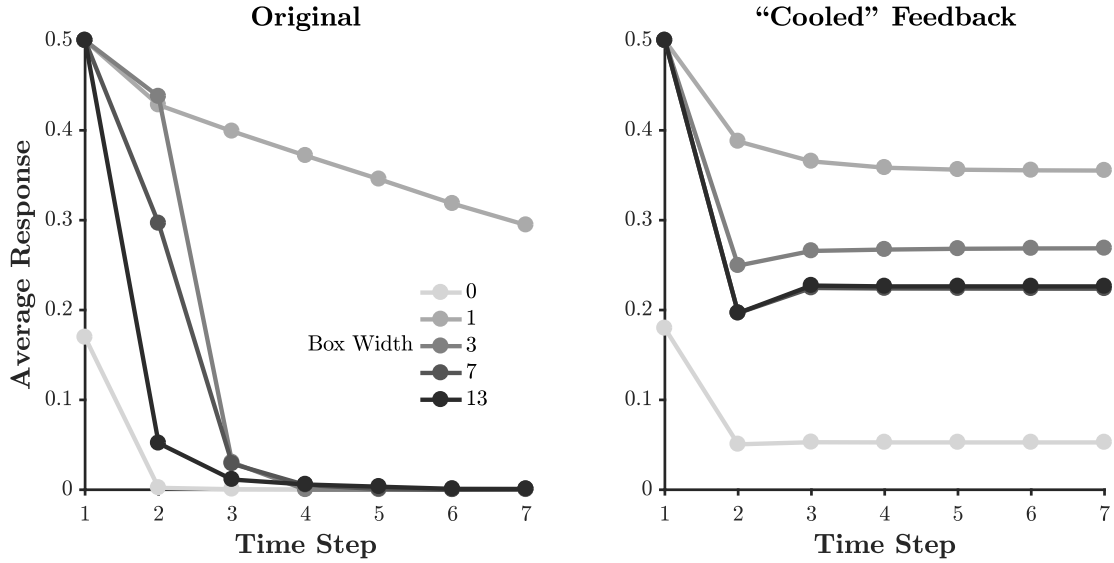 Original
Average Response
0.5
0.4
0.3
0.2
0.1
0
Box Width
0
1
3
7
13
1 2 3 4 5 6 7
Time Step
“Cooled” Feedback
0.5
0.4
0.3
0.2
0.1
0
1 2 3 4 5 6 7
Time Step